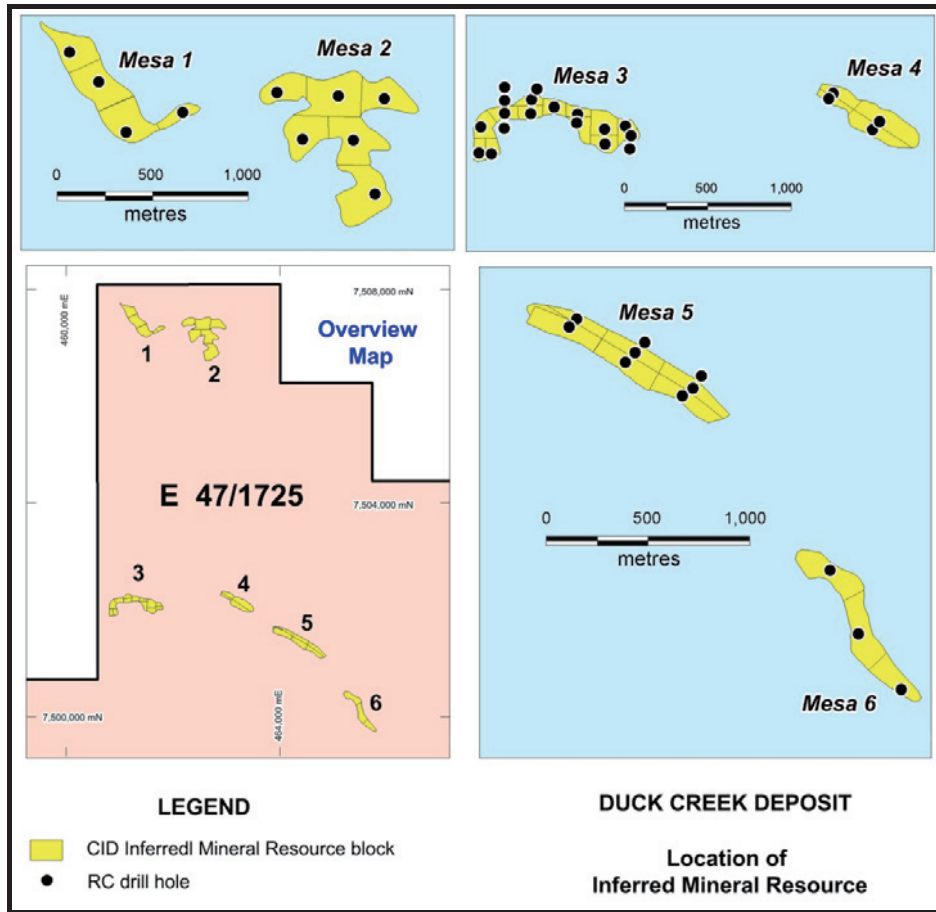 Mesa 1
Mesa 2
0 500 1,000
metres
Mesa 3
Mesa 4
0 500 1,000
metres
460,000 mE
7,508,000 mN
Overview
Map
1
2
E 47/1725
7,504,000 mN
3
4
5
6
464,000 mE
7,500,000 mN
Mesa 5
0 500 1,000
metres
Mesa 6
LEGEND
CID Inferredl Mineral Resource block
RC drill hole
DUCK CREEK DEPOSIT
Location of
Inferred Mineral Resource